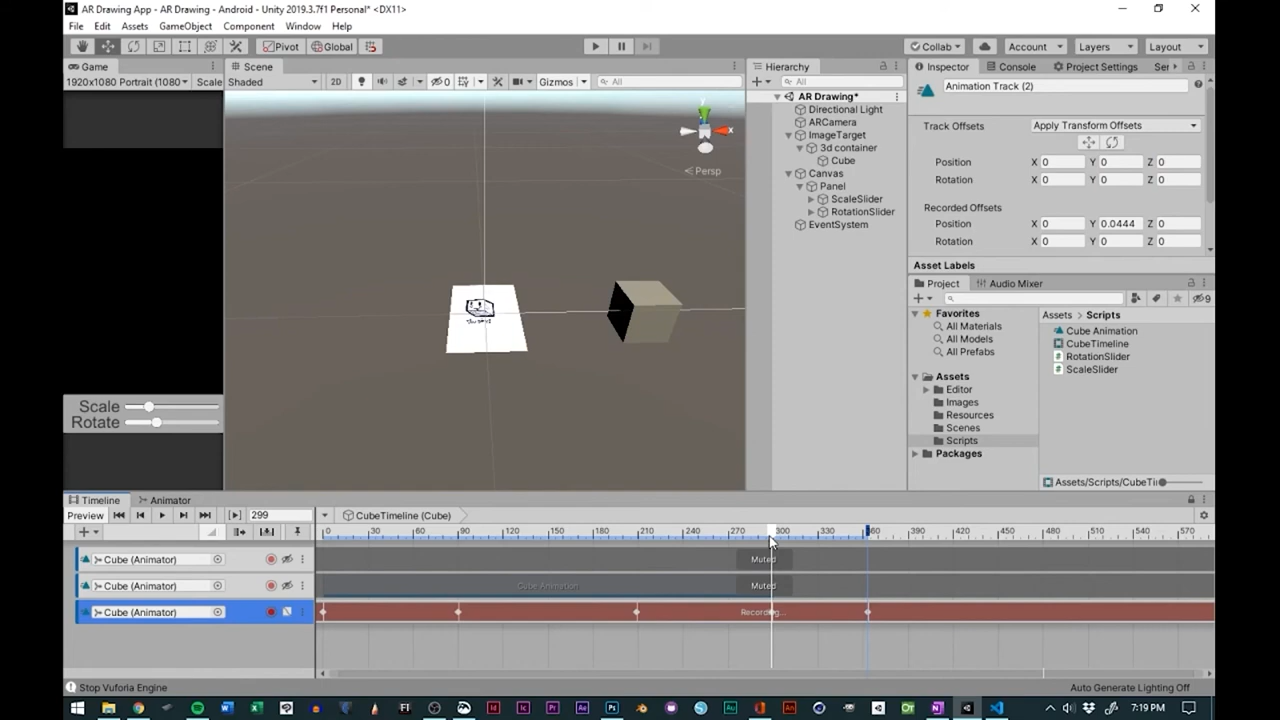 AR Drawing App - AR Drawing - Android - Unity 2019.3.7f1 Personal* <DX11>
File Edit Assets GameObject Component Window Help
Pivot Global Collab Account Layers Layout
Game Scene Hierarchy Inspector Console Project Settings Ser
1920x1080 Portrait (1080 Scale Shaded 2D 0 Gizmos All All
Animation Track (2)
AR Drawing*
Directional Light
ARCamera
ImageTarget
3d container
Cube
Canvas
Panel
ScaleSlider
RotationSlider
EventSystem
Persp
Track Offsets Apply Transform Offsets
Position X 0 Y 0 Z 0
Rotation X 0 Y 0 Z 0
Recorded Offsets
Position X 0 Y 0.0444 Z 0
Rotation X 0 Y 0 Z 0
Asset Labels
Project Audio Mixer
9
Favorites
All Materials
All Models
All Prefabs
Assets
Editor
Images
Resources
Scenes
Scripts
Packages
Assets > Scripts
Cube Animation
CubeTimeline
RotationSlider
ScaleSlider
Assets/Scripts/CubeTi
Scale
Rotate
Timeline Animator
Preview 299 CubeTimeline (Cube)
0 30 60 90 120 150 180 210 240 270 300 330 360 390 420 450 480 510 540 570
Cube (Animator) Muted
Cube (Animator) Cube Animation Muted
Cube (Animator) Recording...
Stop Vuforia Engine Auto Generate Lighting Off
7:19 PM